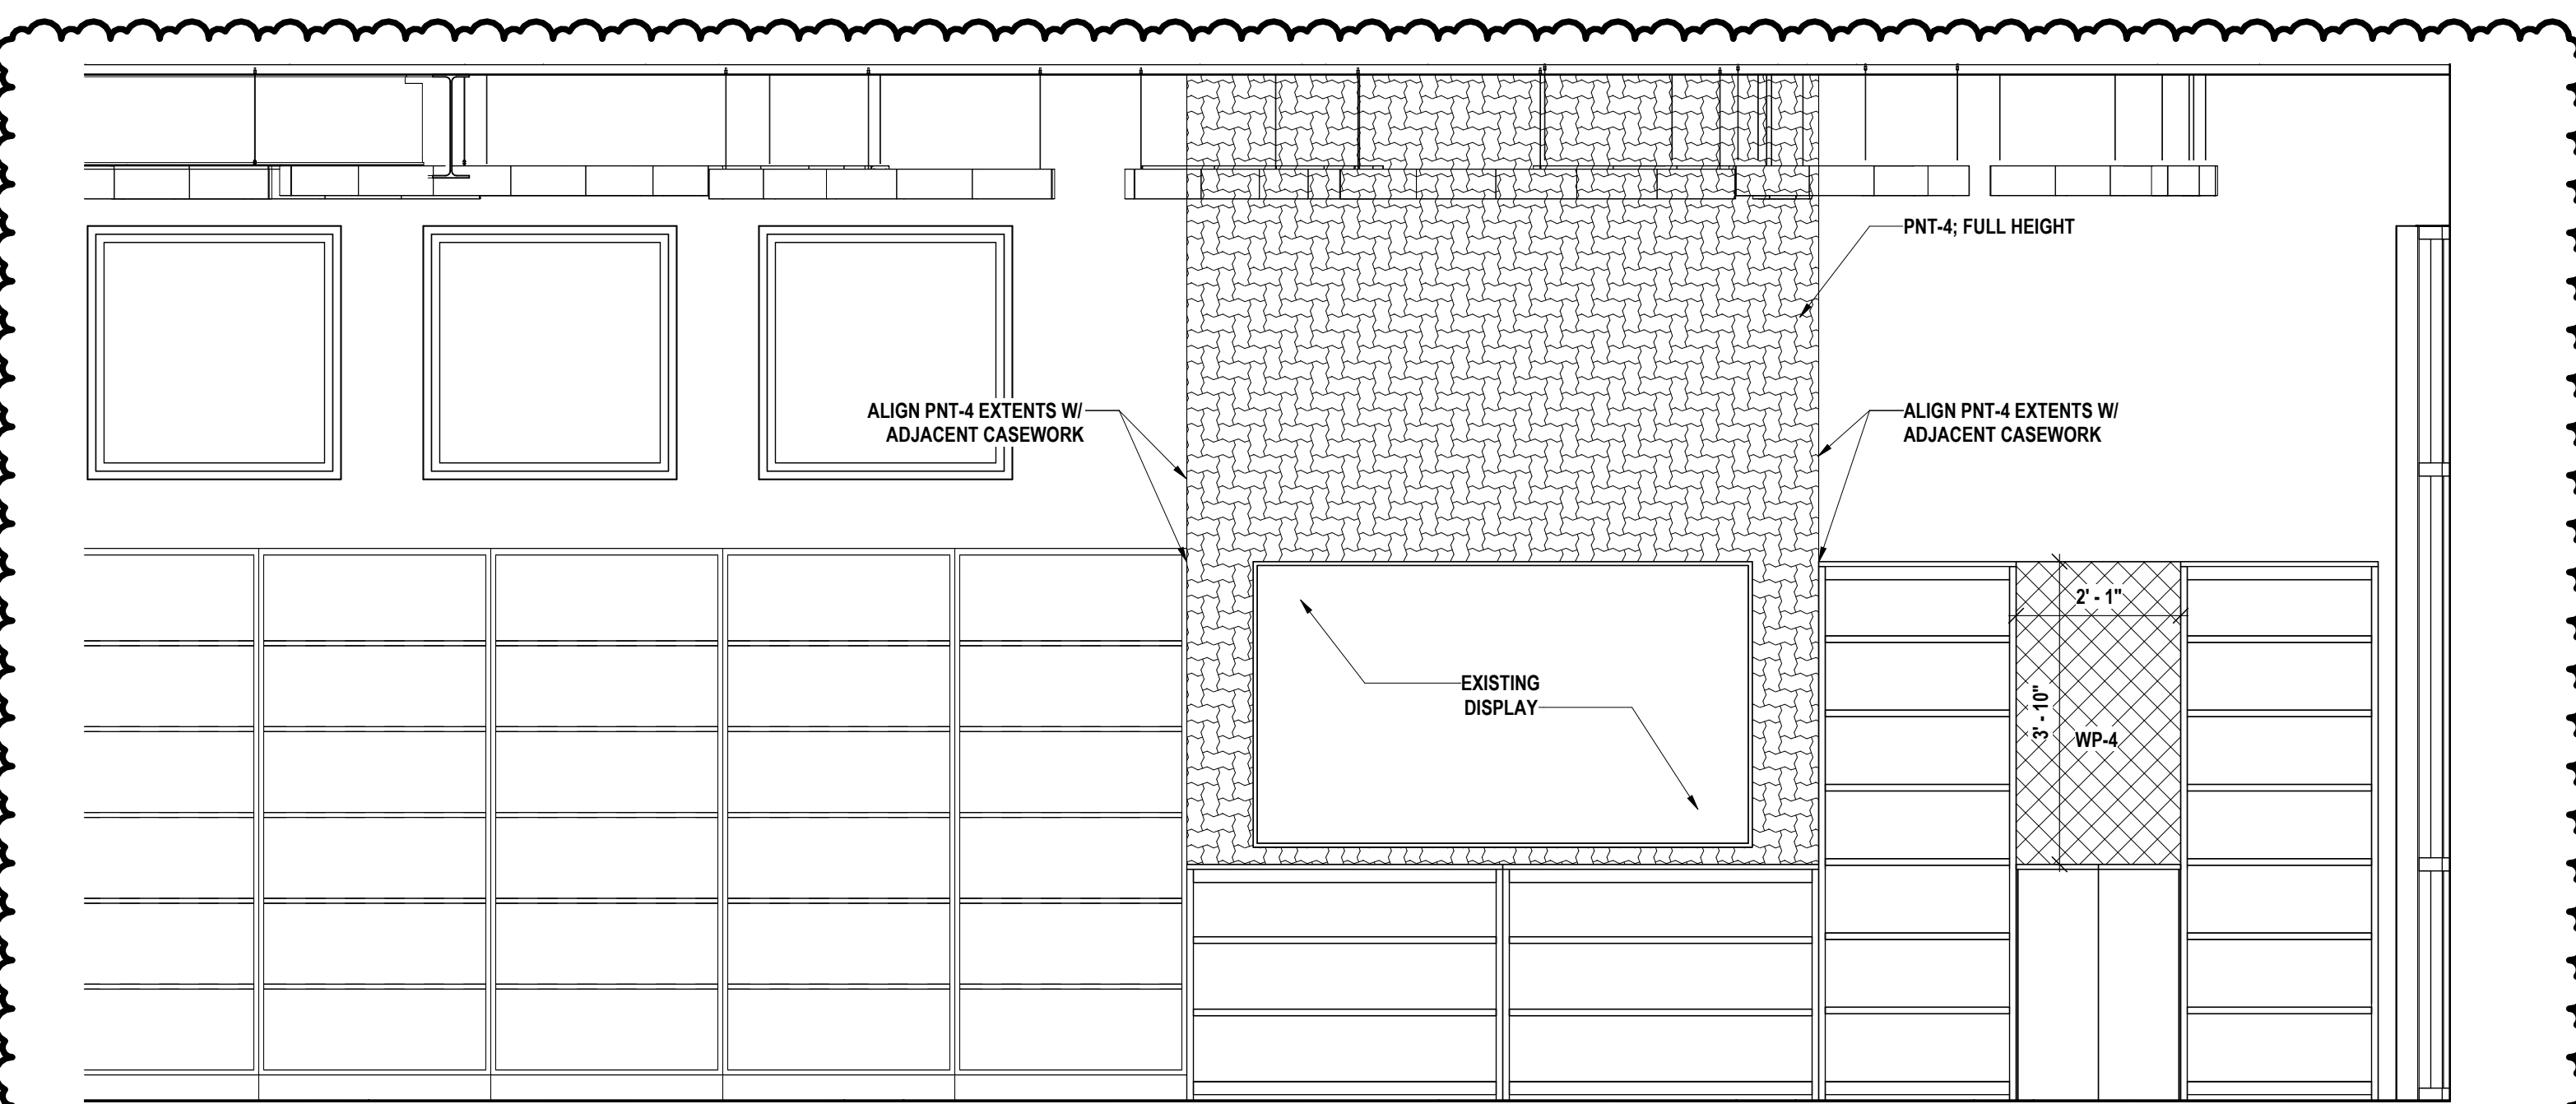 PNT-4; FULL HEIGHT
ALIGN PNT-4 EXTENTS W/
ADJACENT CASEWORK
ALIGN PNT-4 EXTENTS W/
ADJACENT CASEWORK
2' - 1"
EXISTING
DISPLAY
3' - 10"
WP-4